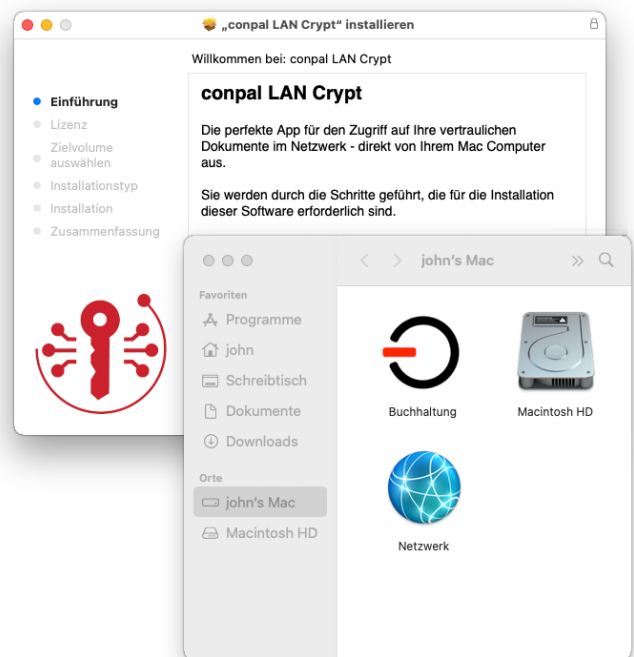 „conpal LAN Crypt“ installieren
Willkommen bei: conpal LAN Crypt
Einführung
Lizenz
Zielvolume
auswählen
Installationstyp
Installation
Zusammenfassung
conpal LAN Crypt
Die perfekte App für den Zugriff auf Ihre vertraulichen
Dokumente im Netzwerk - direkt von Ihrem Mac Computer
aus.
Sie werden durch die Schritte geführt, die für die Installation
dieser Software erforderlich sind.
john's Mac
Favoriten
Programme
john
Schreibtisch
Dokumente
Downloads
Orte
john's Mac
Macintosh HD
Buchhaltung
Macintosh HD
Netzwerk